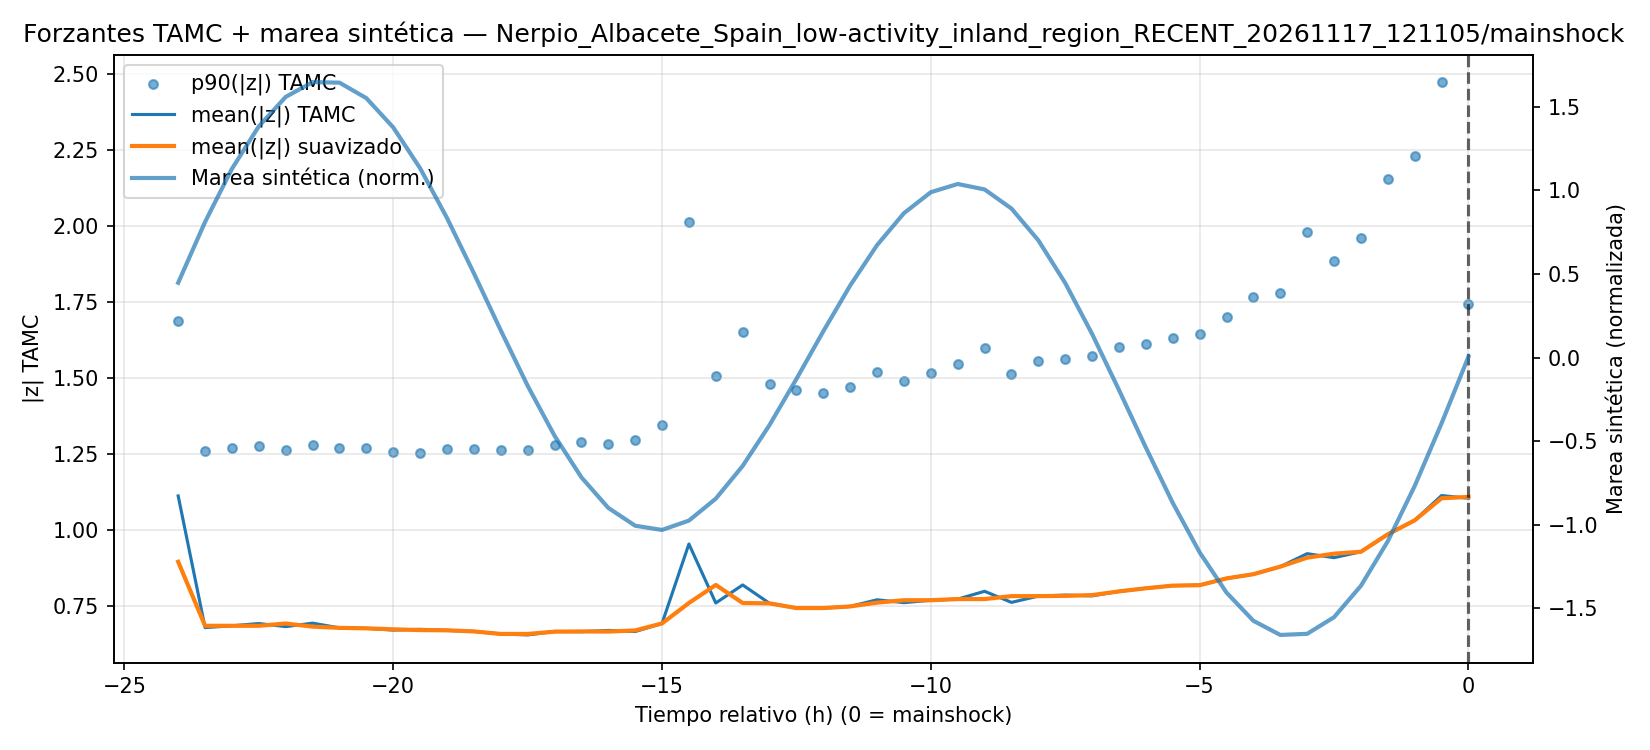 Forzantes TAMC + marea sintética — Nerpio_Albacete_Spain_low-activity_inland_region_RECENT_20261117_121105/mainshock
p90(|z|) TAMC
mean(|z|) TAMC
mean(|z|) suavizado
Marea sintética (norm.)
|z| TAMC
2.50
2.25
2.00
1.75
1.50
1.25
1.00
0.75
Marea sintética (normalizada)
1.5
1.0
0.5
0.0
−0.5
−1.0
−1.5
−25
−20
−15
−10
−5
0
Tiempo relativo (h) (0 = mainshock)